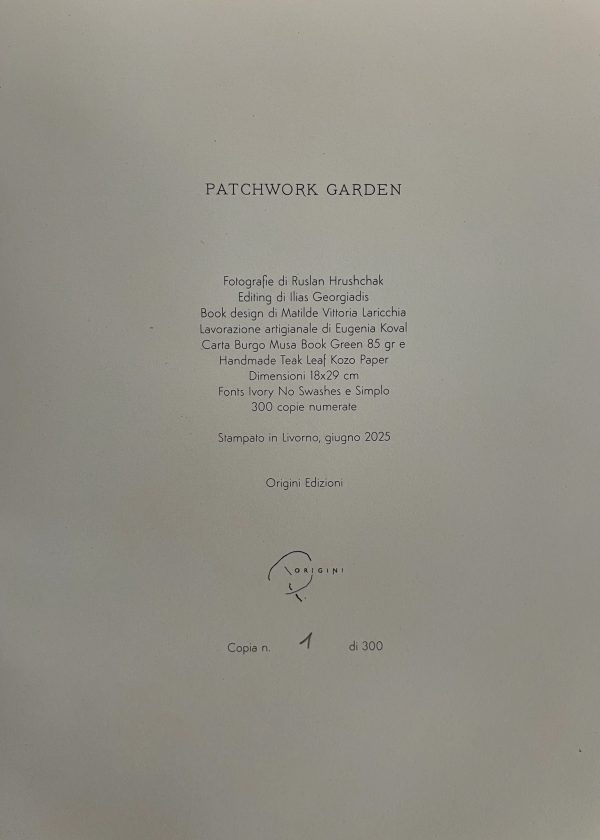 PATCHWORK GARDEN
Fotografie di Ruslan Hrushchak
Editing di Ilias Georgiadis
Book design di Matilde Vittoria Laricchia
Lavorazione artigianale di Eugenia Koval
Carta Burgo Musa Book Green 85 gr e
Handmade Teak Leaf Kozo Paper
Dimensioni 18x29 cm
Fonts Ivory No Swashes e Simplo
300 copie numerate
Stampato in Livorno, giugno 2025
Origini Edizioni
ORIGINI
Copia n. 1 di 300